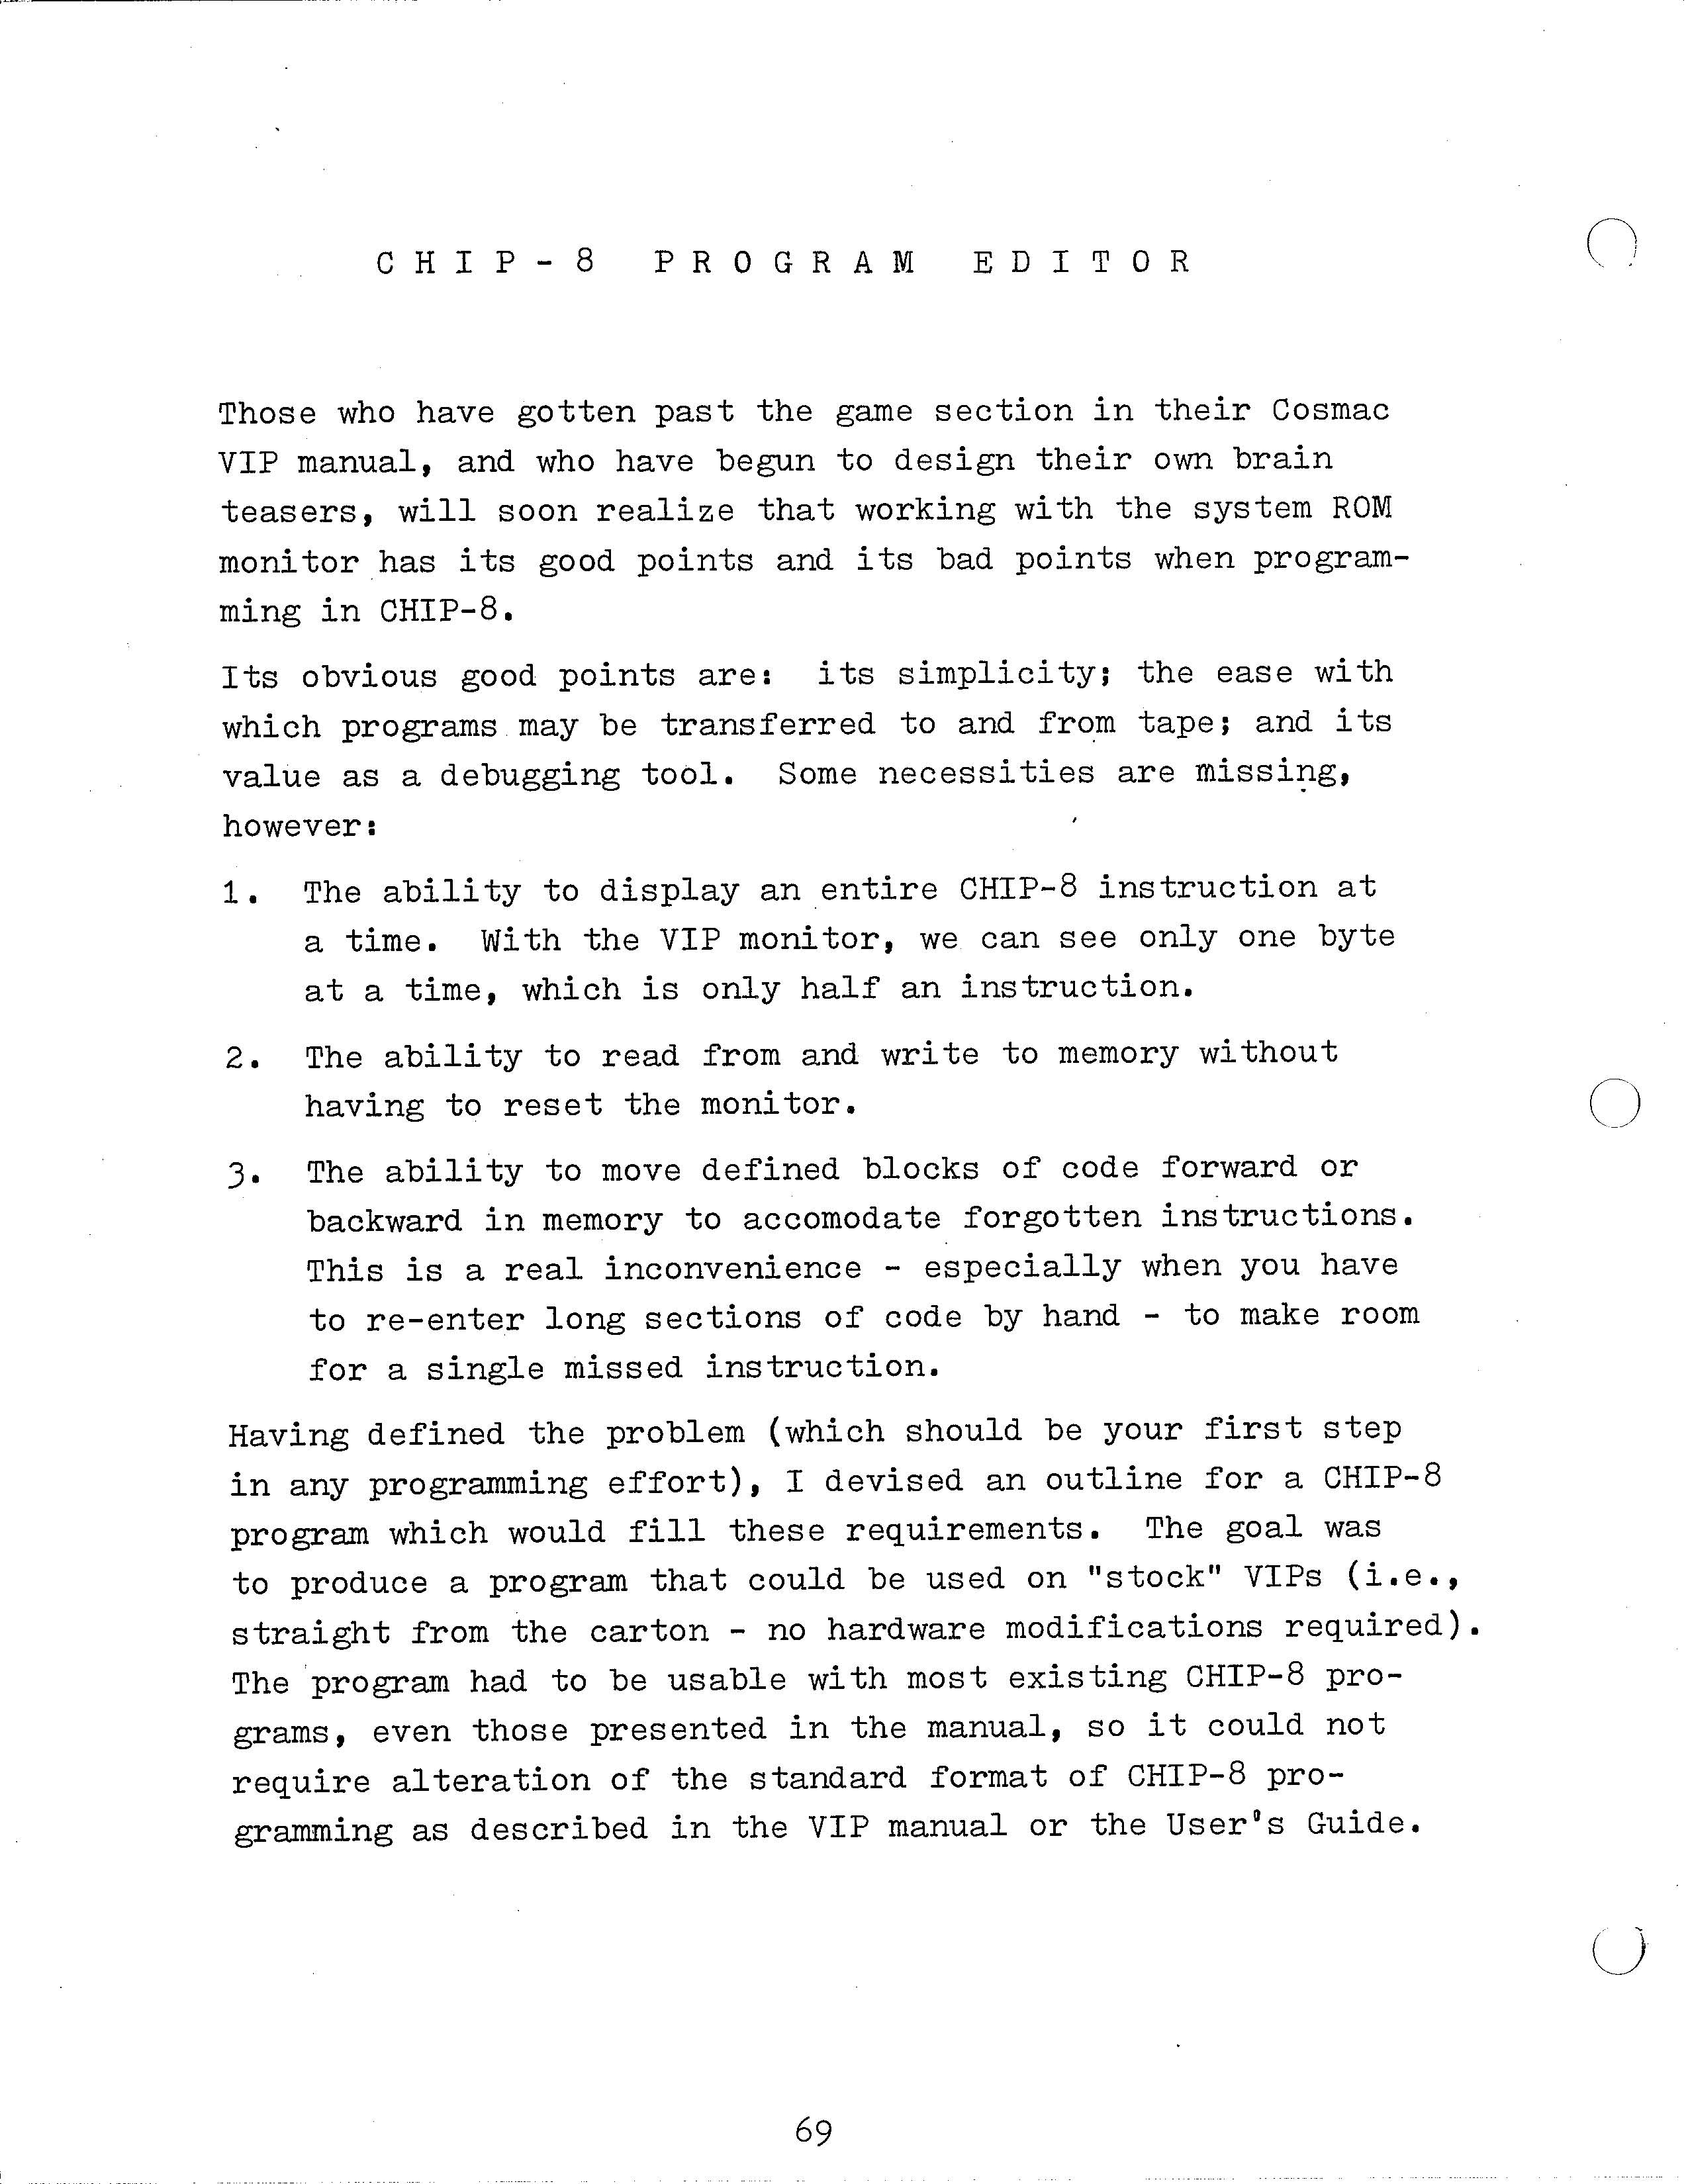 CHIP-8 PROGRAM EDITOR
Those who have gotten past the game section in their Cosmac
VIP manual, and who have begun to design their own brain
teasers, will soon realize that working with the system ROM
monitor has its good points and its bad points when program-
ming in CHIP-8.
Its obvious good points are: its simplicity; the ease with
which programs may be transferred to and from tape; and its
value as a debugging tool. Some necessities are missing,
however:
1. The ability to display an entire CHIP-8 instruction at
a time. With the VIP monitor, we can see only one byte
at a time, which is only half an instruction.
2. The ability to read from and write to memory without
having to reset the monitor.
3. The ability to move defined blocks of code forward or
backward in memory to accomodate forgotten instructions.
This is a real inconvenience - especially when you have
to re-enter long sections of code by hand - to make room
for a single missed instruction.
Having defined the problem (which should be your first step
in any programming effort), I devised an outline for a CHIP-8
program which would fill these requirements. The goal was
to produce a program that could be used on "stock" VIPs (i.e.,
straight from the carton - no hardware modifications required).
The program had to be usable with most existing CHIP-8 pro-
grams, even those presented in the manual, so it could not
require alteration of the standard format of CHIP-8 pro-
gramming as described in the VIP manual or the User's Guide.
69